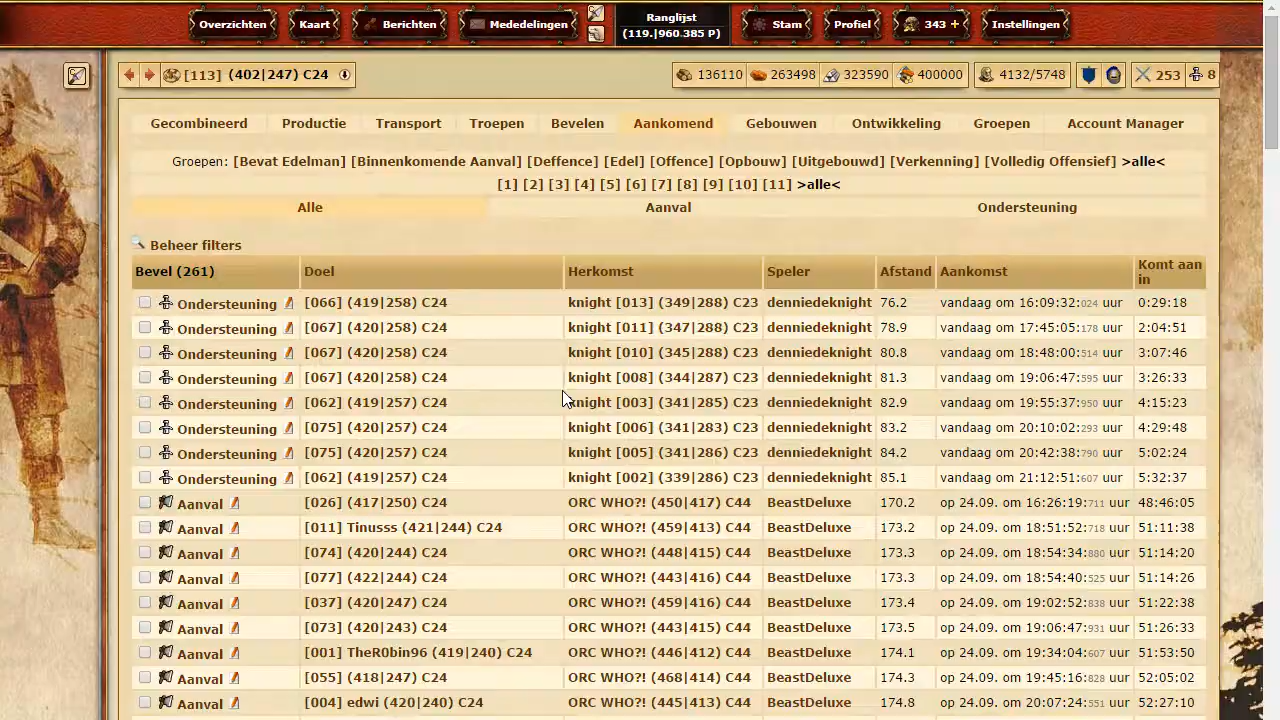 Overzichten Kaart Berichten Mededelingen Ranglijst Stam Profiel 343 + Instellingen
(119.|960.385 P)
[113] (402|247) C24 136110 263498 323590 400000 4132/5748 253 8
Gecombineerd Productie Transport Troepen Bevelen Aankomend Gebouwen Ontwikkeling Groepen Account Manager
Groepen: [Bevat Edelman] [Binnenkomende Aanval] [Deffence] [Edel] [Offence] [Opbouw] [Uitgebouwd] [Verkenning] [Volledig Offensief] >alle<
[1] [2] [3] [4] [5] [6] [7] [8] [9] [10] [11] >alle<
Alle Aanval Ondersteuning
Beheer filters
Bevel (261) Doel Herkomst Speler Afstand Aankomst Komt aan in
Ondersteuning [066] (419|258) C24 knight [013] (349|288) C23 denniedeknight 76.2 vandaag om 16:09:32:024 uur 0:29:18
Ondersteuning [067] (420|258) C24 knight [011] (347|288) C23 denniedeknight 78.9 vandaag om 17:45:05:178 uur 2:04:51
Ondersteuning [067] (420|258) C24 knight [010] (345|288) C23 denniedeknight 80.8 vandaag om 18:48:00:514 uur 3:07:46
Ondersteuning [067] (420|258) C24 knight [008] (344|287) C23 denniedeknight 81.3 vandaag om 19:06:47:595 uur 3:26:33
Ondersteuning [062] (419|257) C24 knight [003] (341|285) C23 denniedeknight 82.9 vandaag om 19:55:37:950 uur 4:15:23
Ondersteuning [075] (420|257) C24 knight [006] (341|283) C23 denniedeknight 83.2 vandaag om 20:10:02:293 uur 4:29:48
Ondersteuning [075] (420|257) C24 knight [005] (341|286) C23 denniedeknight 84.2 vandaag om 20:42:38:790 uur 5:02:24
Ondersteuning [062] (419|257) C24 knight [002] (339|286) C23 denniedeknight 85.1 vandaag om 21:12:51:607 uur 5:32:37
Aanval [026] (417|250) C24 ORC WHO?! (450|417) C44 BeastDeluxe 170.2 op 24.09. om 16:26:19:711 uur 48:46:05
Aanval [011] Tinusss (421|244) C24 ORC WHO?! (459|413) C44 BeastDeluxe 173.2 op 24.09. om 18:51:52:718 uur 51:11:38
Aanval [074] (420|244) C24 ORC WHO?! (448|415) C44 BeastDeluxe 173.3 op 24.09. om 18:54:34:880 uur 51:14:20
Aanval [077] (422|244) C24 ORC WHO?! (443|416) C44 BeastDeluxe 173.3 op 24.09. om 18:54:40:525 uur 51:14:26
Aanval [037] (420|247) C24 ORC WHO?! (459|416) C44 BeastDeluxe 173.4 op 24.09. om 19:02:52:838 uur 51:22:38
Aanval [073] (420|243) C24 ORC WHO?! (443|415) C44 BeastDeluxe 173.5 op 24.09. om 19:06:47:931 uur 51:26:33
Aanval [001] TheR0bin96 (419|240) C24 ORC WHO?! (446|412) C44 BeastDeluxe 174.1 op 24.09. om 19:34:04:607 uur 51:53:50
Aanval [055] (418|247) C24 ORC WHO?! (468|414) C44 BeastDeluxe 174.3 op 24.09. om 19:45:16:828 uur 52:05:02
Aanval [004] edwi (420|240) C24 ORC WHO?! (445|413) C44 BeastDeluxe 174.8 op 24.09. om 20:07:24:551 uur 52:27:10